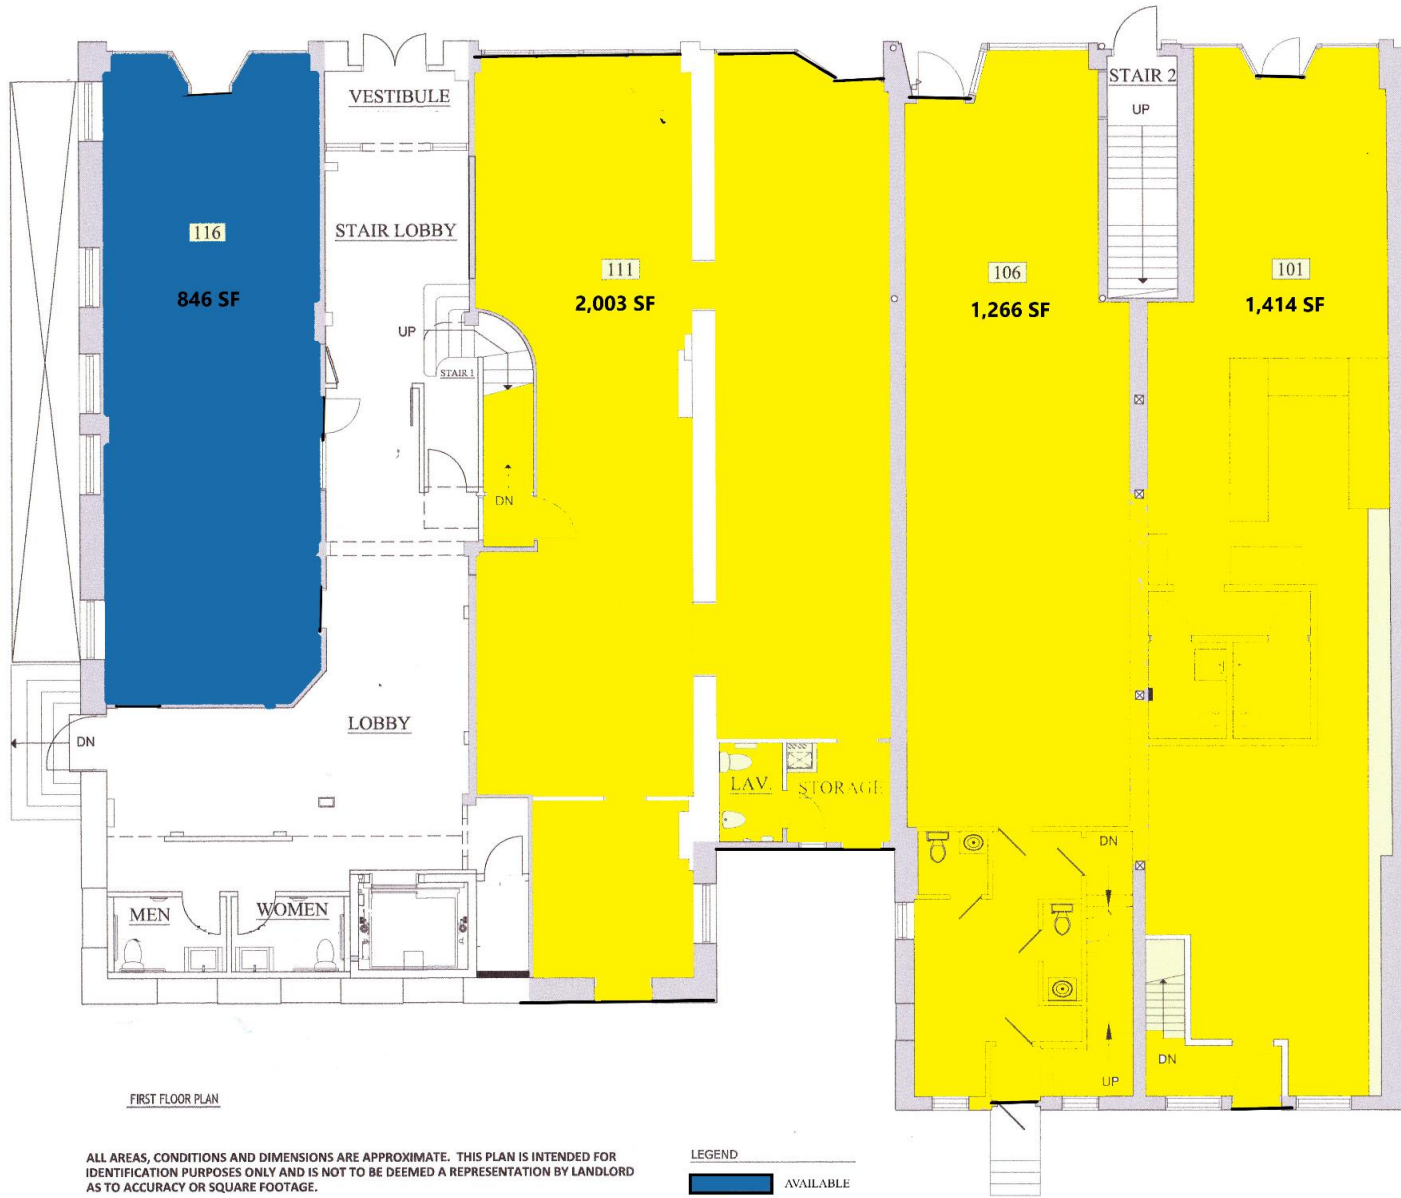 STAIR 2
UP
VESTIBULE
116
846 SF
STAIR LOBBY
111
2,003 SF
106
1,266 SF
101
1,414 SF
UP
STAIR 1
DN
LOBBY
DN
LAV.
STORAGE
DN
MEN
WOMEN
DN
UP
FIRST FLOOR PLAN
ALL AREAS, CONDITIONS AND DIMENSIONS ARE APPROXIMATE. THIS PLAN IS INTENDED FOR
IDENTIFICATION PURPOSES ONLY AND IS NOT TO BE DEEMED A REPRESENTATION BY LANDLORD
AS TO ACCURACY OR SQUARE FOOTAGE.
LEGEND
AVAILABLE